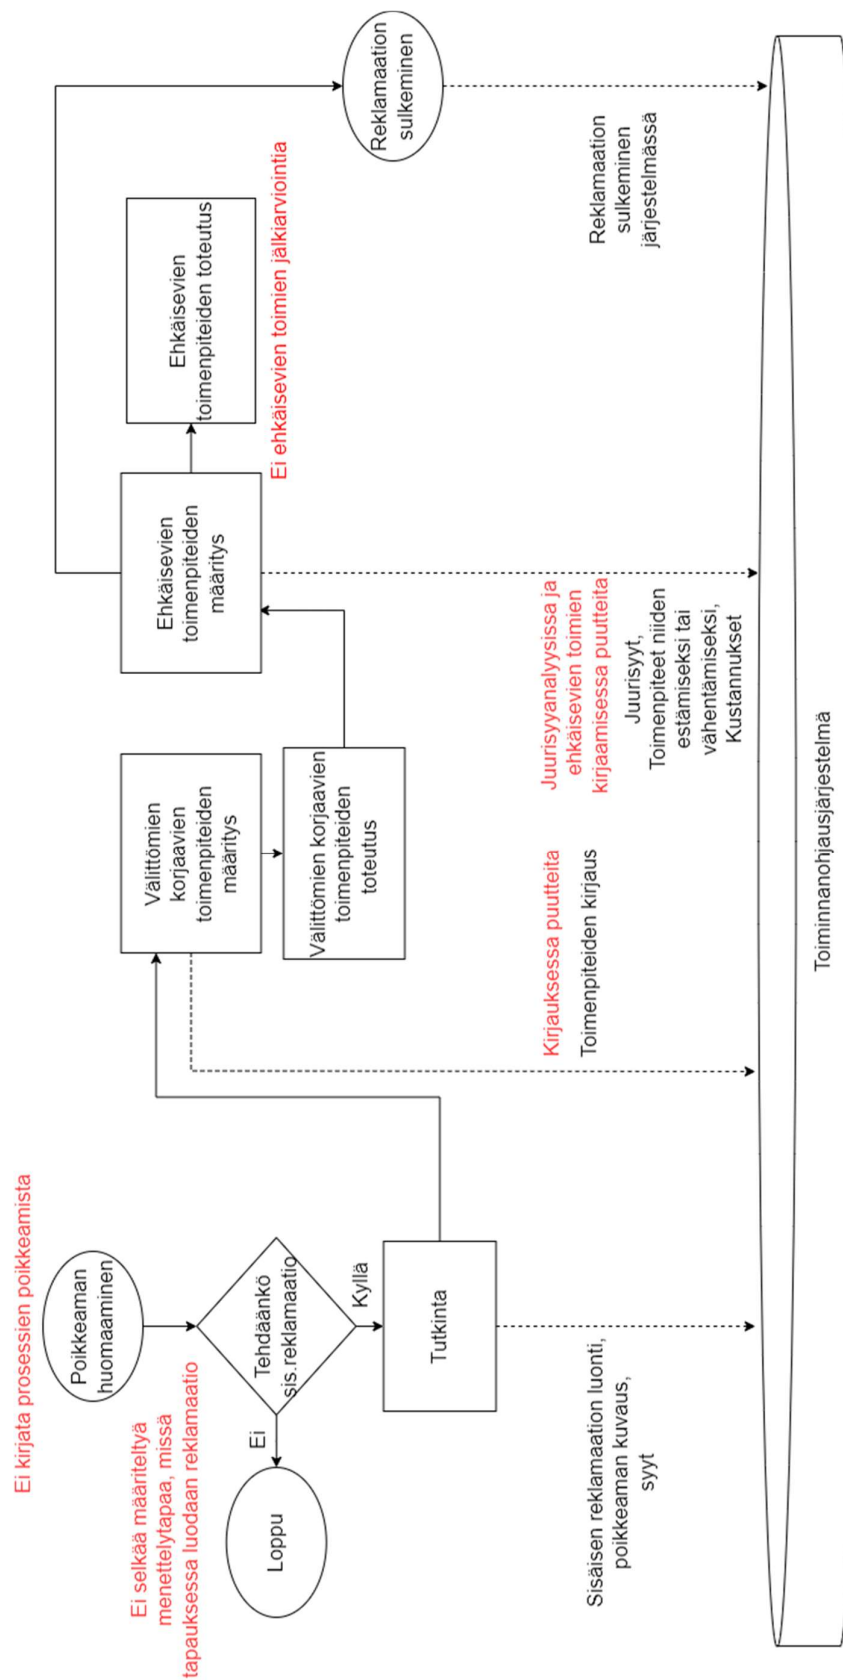 Ei kirjata prosessien poikkeamista
Poikkeaman
huomaaminen
Ei selkää määriteltyä
menettelytapaa, missä
tapauksessa luodaan reklamaatio
Tehdäänkö
sis.reklamaatio
Ei
Kyllä
Loppu
Tutkinta
Sisäisen reklamaation luonti,
poikkeaman kuvaus,
syyt
Välittömien
korjaavien
toimenpiteiden
määritys
Välittömien korjaavien
toimenpiteiden
toteutus
Kirjauksessa puutteita
Toimenpiteiden kirjaus
Ehkäisevien
toimenpiteiden
määritys
Juurisyyanalyysissa ja
ehkäisevien toimien
kirjaamisessa puutteita
Juurisyyt,
Toimenpiteet niiden
estämiseksi tai
vähentämiseksi,
Kustannukset
Ehkäisevien
toimenpiteiden toteutus
Ei ehkäisevien toimien jälkiarviointia
Reklamaation
sulkeminen
Reklamaation
sulkeminen
järjestelmässä
Toiminnanohjausjärjestelmä